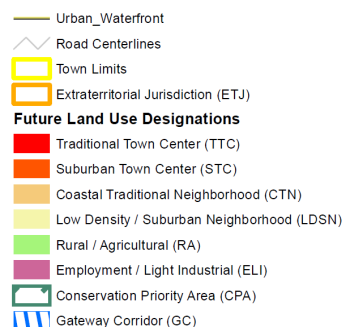 Urban_Waterfront
Road Centerlines
Town Limits
Extraterritorial Jurisdiction (ETJ)
Future Land Use Designations
Traditional Town Center (TTC)
Suburban Town Center (STC)
Coastal Traditional Neighborhood (CTN)
Low Density / Suburban Neighborhood (LDSN)
Rural / Agricultural (RA)
Employment / Light Industrial (ELI)
Conservation Priority Area (CPA)
Gateway Corridor (GC)